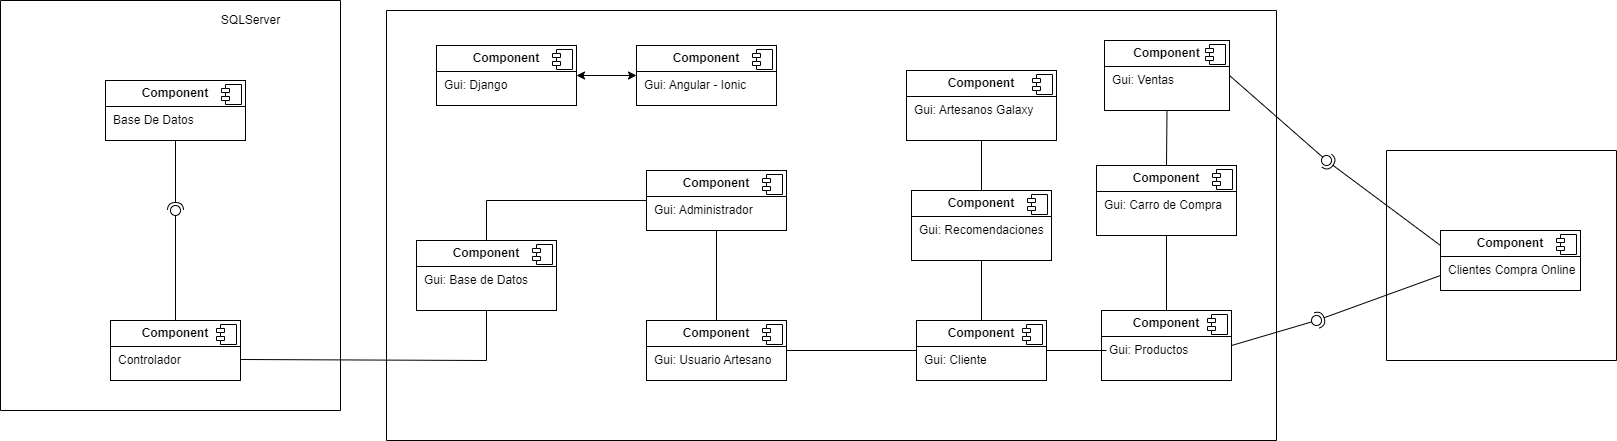 SQLServer
Component
Base De Datos
Component
Controlador
Component
Gui: Django
Component
Gui: Angular - Ionic
Component
Gui: Administrador
Component
Gui: Base de Datos
Component
Gui: Usuario Artesano
Component
Gui: Artesanos Galaxy
Component
Gui: Recomendaciones
Component
Gui: Cliente
Component
Gui: Ventas
Component
Gui: Carro de Compra
Component
Gui: Productos
Component
Clientes Compra Online